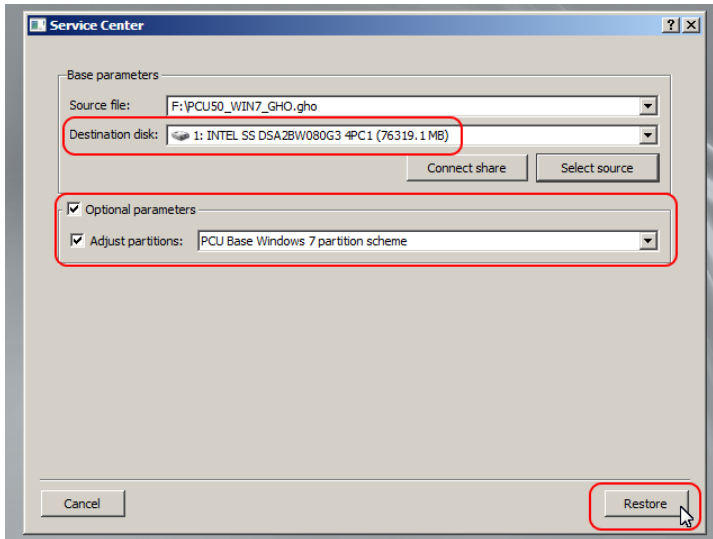 Service Center
Base parameters
Source file: F:\PCU50_WIN7_GHO.gho
Destination disk: 1: INTEL SS DSA2BW080G3 4PC1 (76319.1 MB)
Connect share Select source
Optional parameters
Adjust partitions: PCU Base Windows 7 partition scheme
Cancel Restore